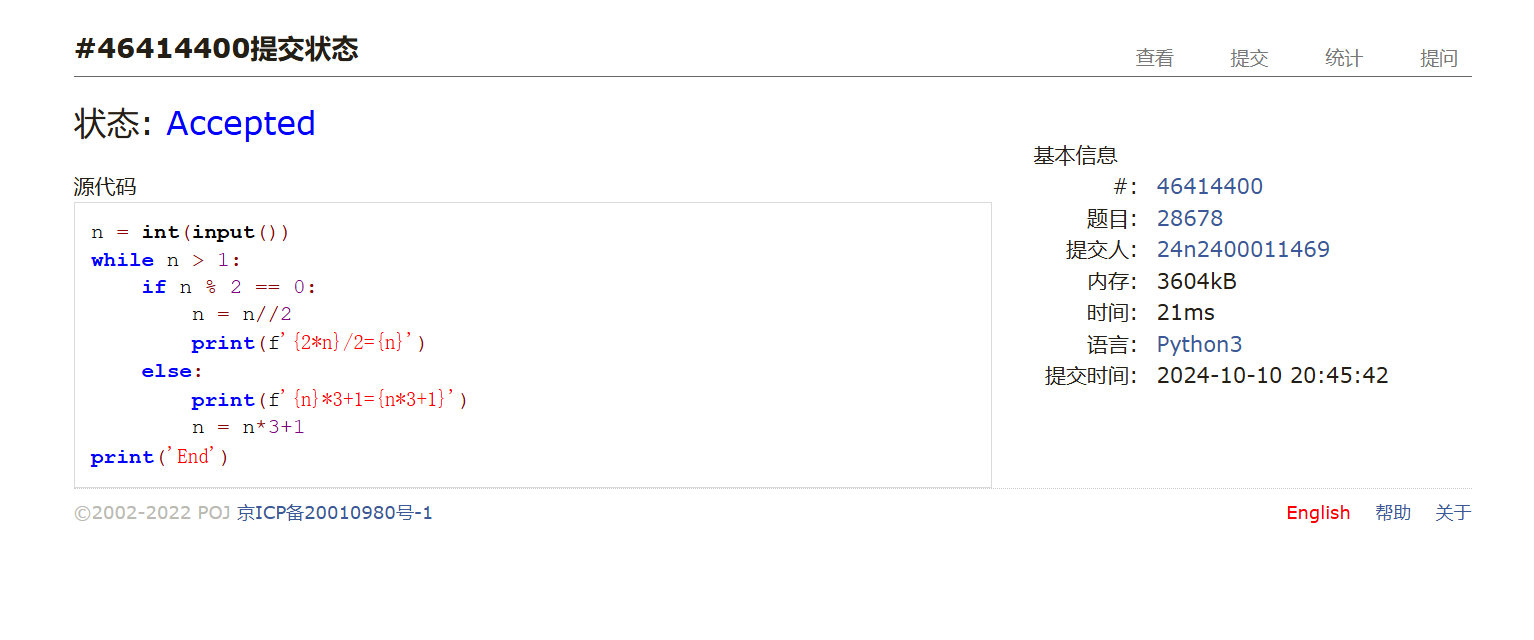 #46414400提交状态
查看 提交 统计 提问
状态: Accepted
源代码
n = int(input())
while n > 1:
    if n % 2 == 0:
        n = n//2
        print(f'{2*n}/2={n}')
    else:
        print(f'{n}*3+1={n*3+1}')
        n = n*3+1
print('End')
基本信息
#: 46414400
题目: 28678
提交人: 24n2400011469
内存: 3604kB
时间: 21ms
语言: Python3
提交时间: 2024-10-10 20:45:42
©2002-2022 POJ 京ICP备20010980号-1
English 帮助 关于